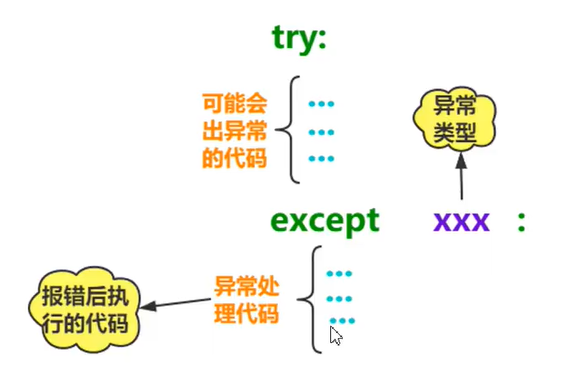 try:
可能会
出异常
的代码
...
...
...
异常
类型
except xxx :
异常处
理代码
...
...
...
报错后执
行的代码